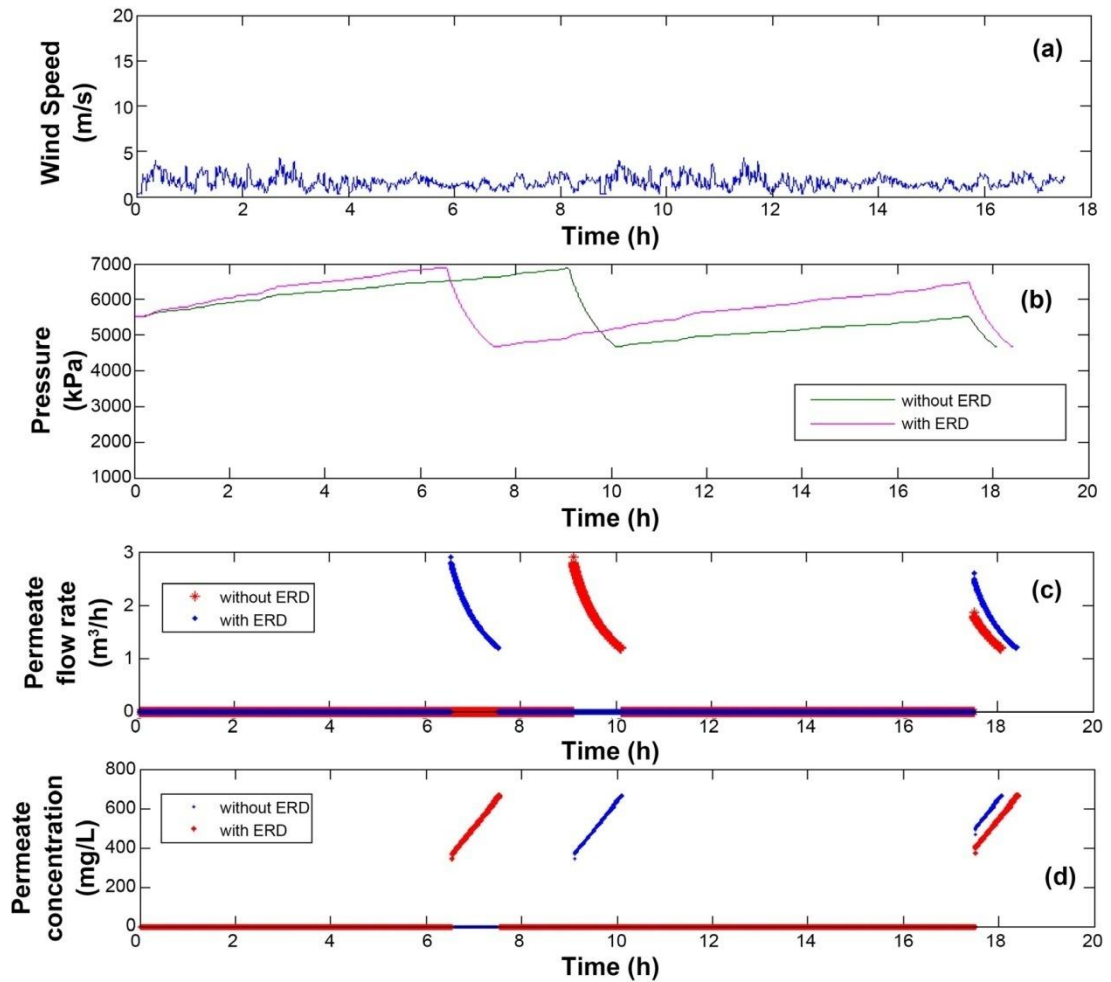 20
15
10
5
0
Wind Speed
(m/s)
(a)
0 2 4 6 8 10 12 14 16 18
Time (h)
7000
6000
5000
4000
3000
2000
1000
Pressure
(kPa)
(b)
without ERD
with ERD
0 2 4 6 8 10 12 14 16 18 20
Time (h)
3
2
1
0
Permeate
flow rate
(m³/h)
(c)
without ERD
with ERD
0 2 4 6 8 10 12 14 16 18 20
Time (h)
800
600
400
200
0
Permeate
concentration
(mg/L)
without ERD
with ERD
(d)
0 2 4 6 8 10 12 14 16 18 20
Time (h)